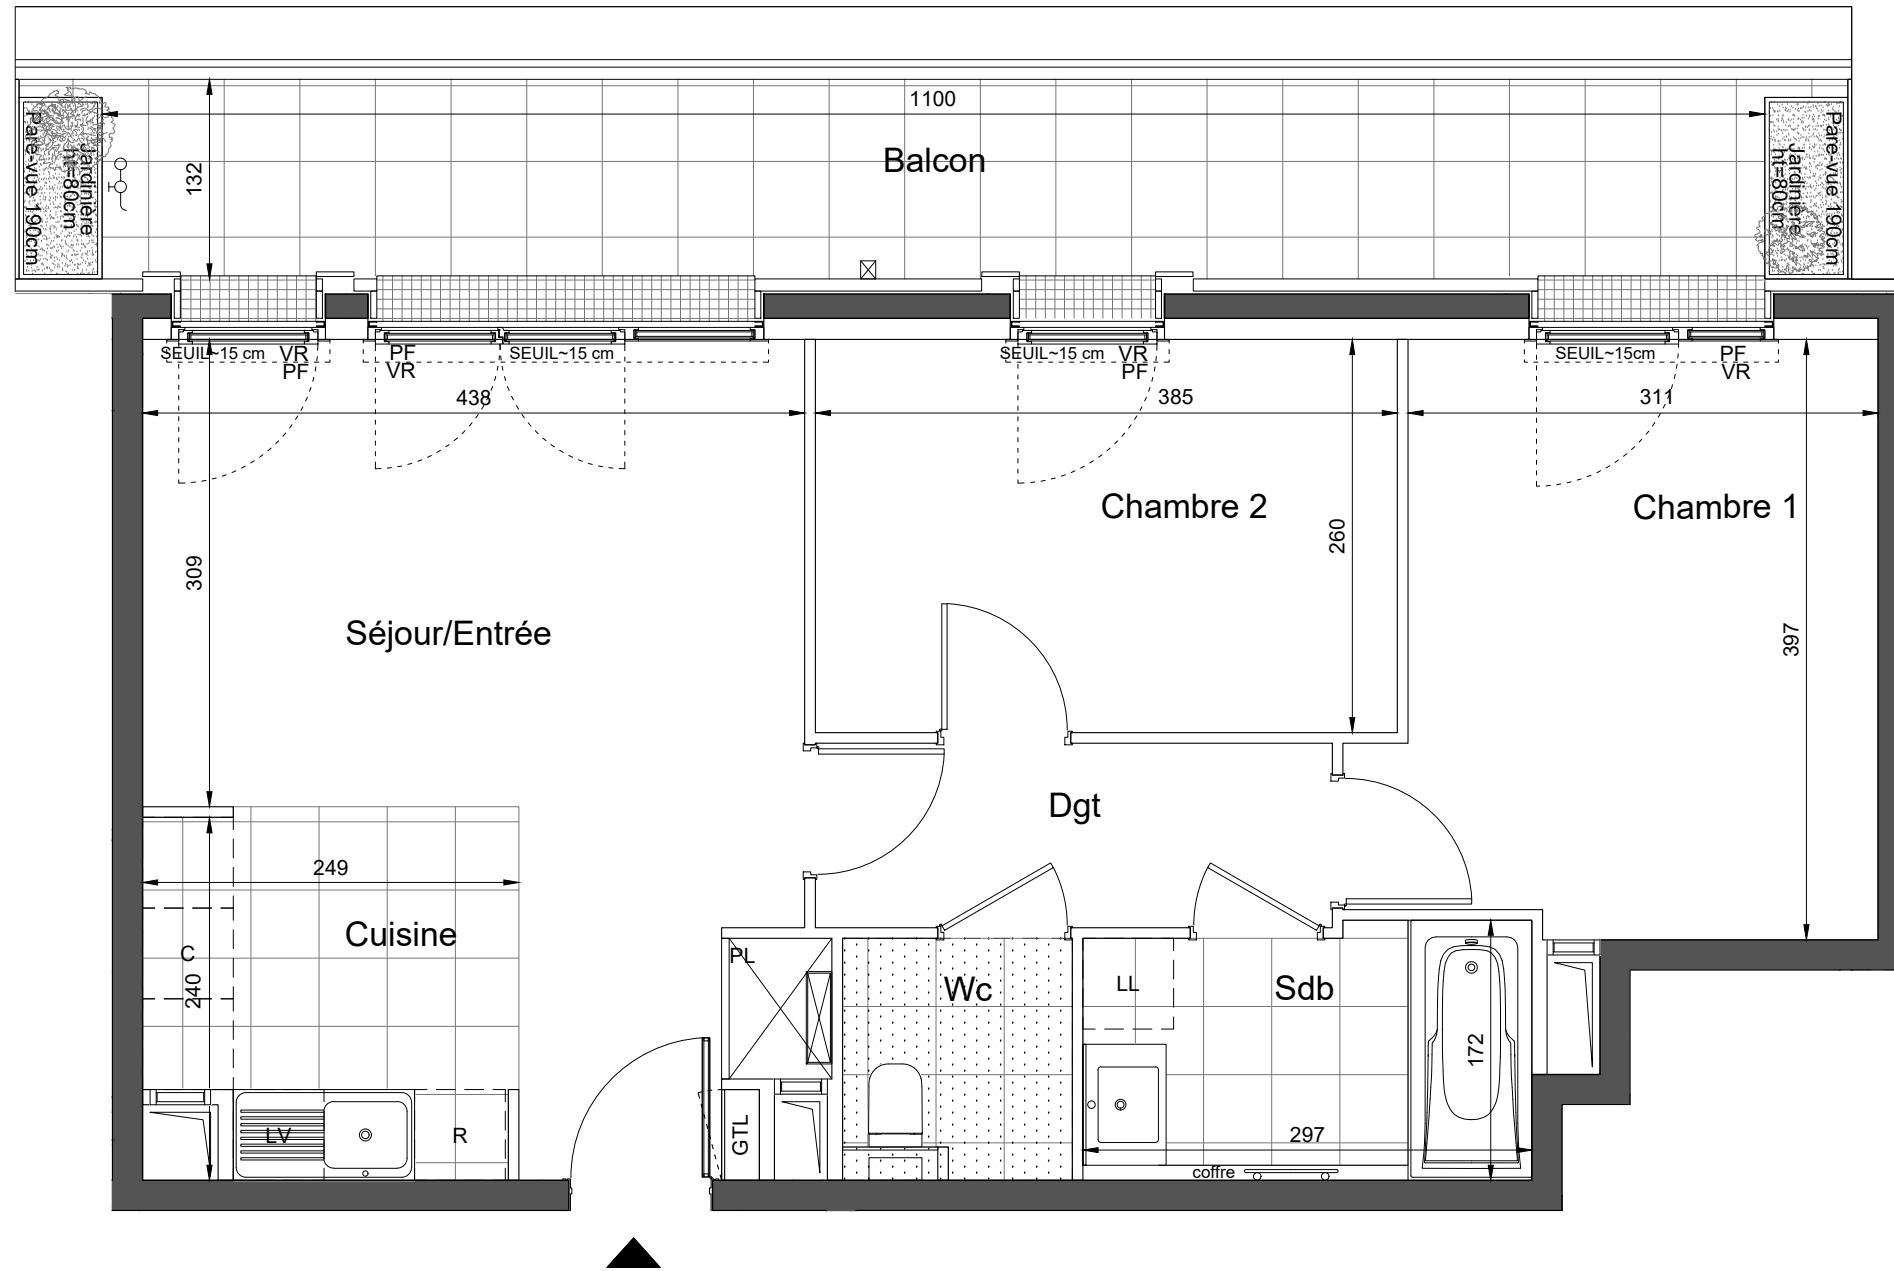 1100
Balcon
132
Pare-vue 190cm
Jardinière
ht=80cm
Pare-vue 190cm
Jardinière
ht=80cm
SEUIL~15 cm VR
PF
PF
VR
SEUIL~15 cm
SEUIL~15 cm VR
PF
SEUIL~15cm
PF
VR
438
385
311
Chambre 2
Chambre 1
260
309
Séjour/Entrée
397
Dgt
249
Cuisine
C
240
PL
Wc
LL
Sdb
172
LV
R
GTL
297
coffre